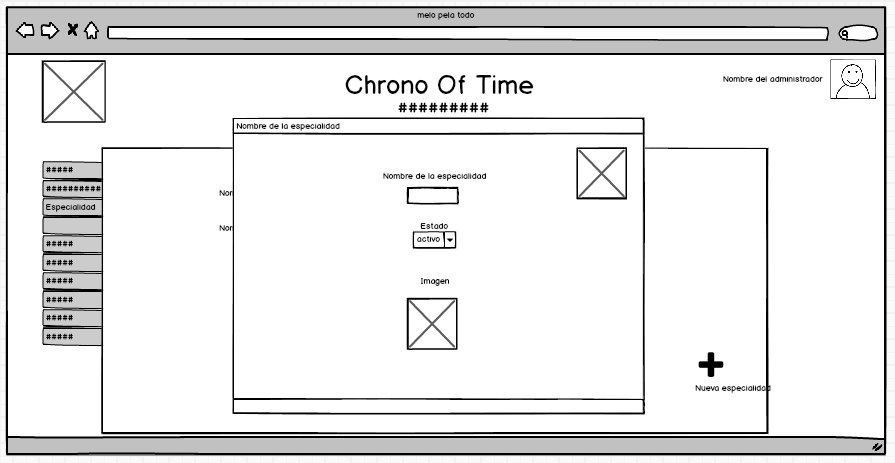 melo pela todo
Chrono Of Time
#########
Nombre del administrador
Nombre de la especialidad
#####
##########
Especialidad
#####
#####
#####
#####
#####
#####
Nor
Nor
Nombre de la especialidad
Estado
activo
Imagen
Nueva especialidad